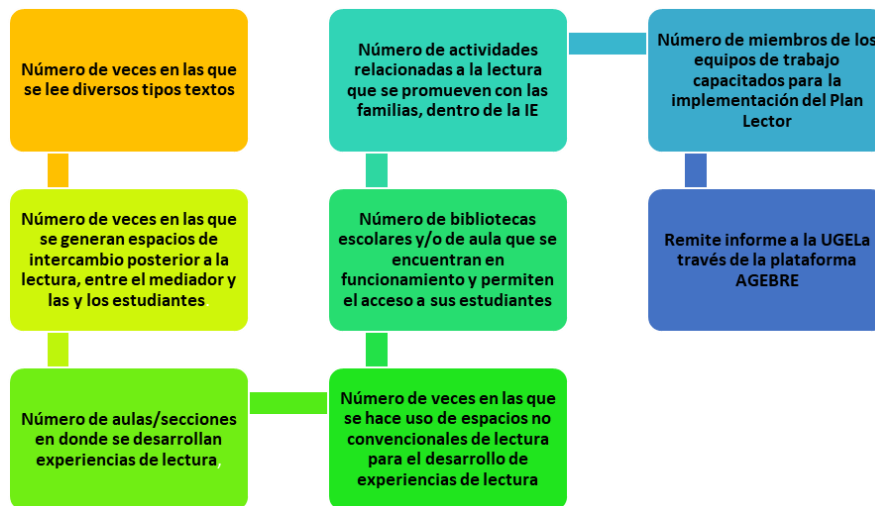 Número de veces en las que
se lee diversos tipos textos
Número de veces en las que
se generan espacios de
intercambio posterior a la
lectura, entre el mediador y
las y los estudiantes
Número de aulas/secciones
en donde se desarrollan
experiencias de lectura,
Número de veces en las que
se hace uso de espacios no
convencionales de lectura
para el desarrollo de
experiencias de lectura
Número de bibliotecas
escolares y/o de aula que se
encuentran en
funcionamiento y permiten
el acceso a sus estudiantes
Número de actividades
relacionadas a la lectura
que se promueven con las
familias, dentro de la IE
Número de miembros de los
equipos de trabajo
capacitados para la
implementación del Plan
Lector
Remite informe a la UGELa
través de la plataforma
AGEBRE